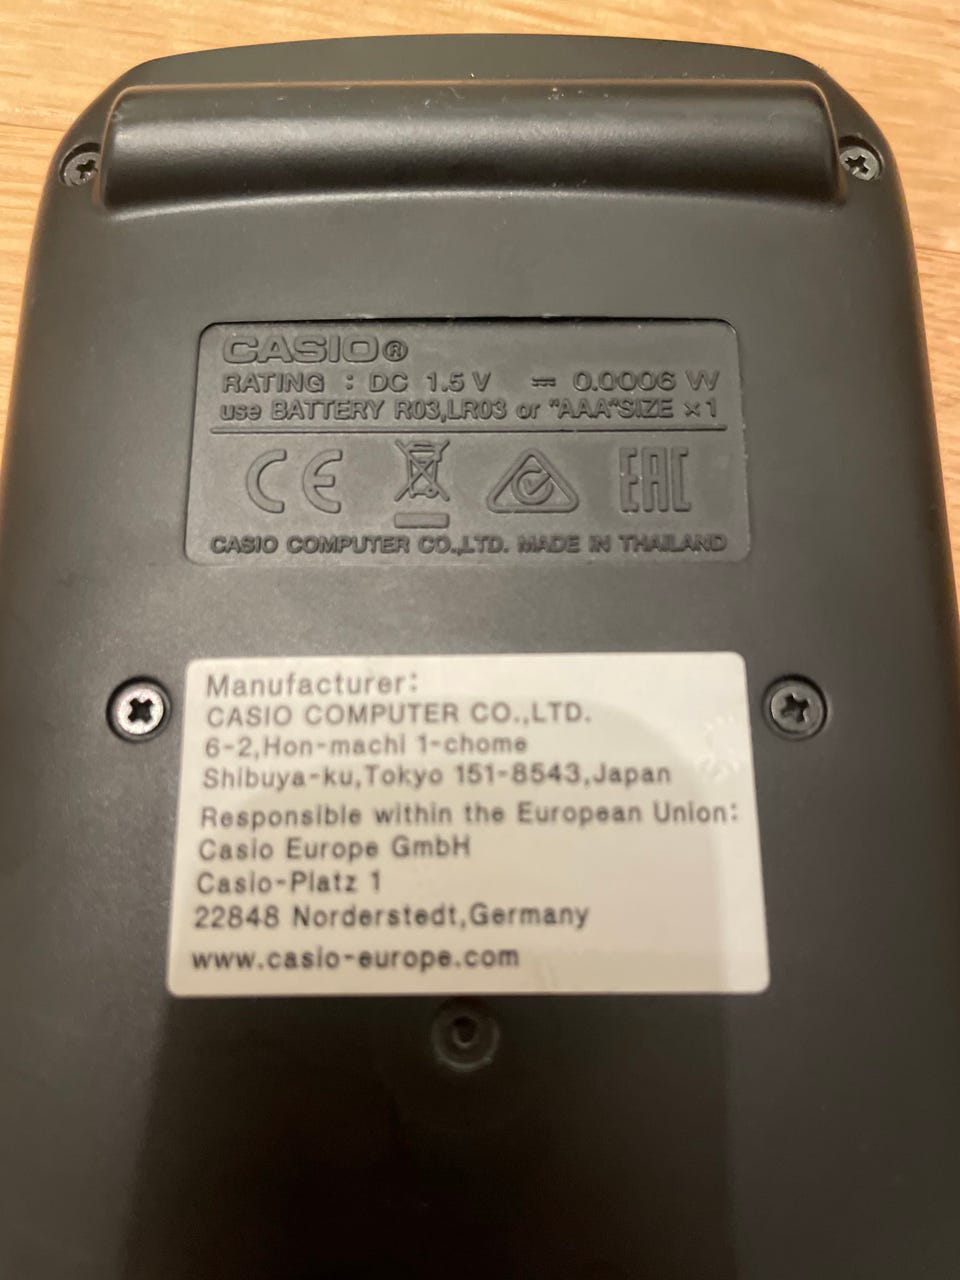 CASIO®
RATING : DC 1.5 V ⎓ 0.0006 W
use BATTERY R03,LR03 or "AAA"SIZE ×1
CE EAC
CASIO COMPUTER CO.,LTD. MADE IN THAILAND
Manufacturer:
CASIO COMPUTER CO.,LTD.
6-2,Hon-machi 1-chome
Shibuya-ku,Tokyo 151-8543,Japan
Responsible within the European Union:
Casio Europe GmbH
Casio-Platz 1
22848 Norderstedt,Germany
www.casio-europe.com